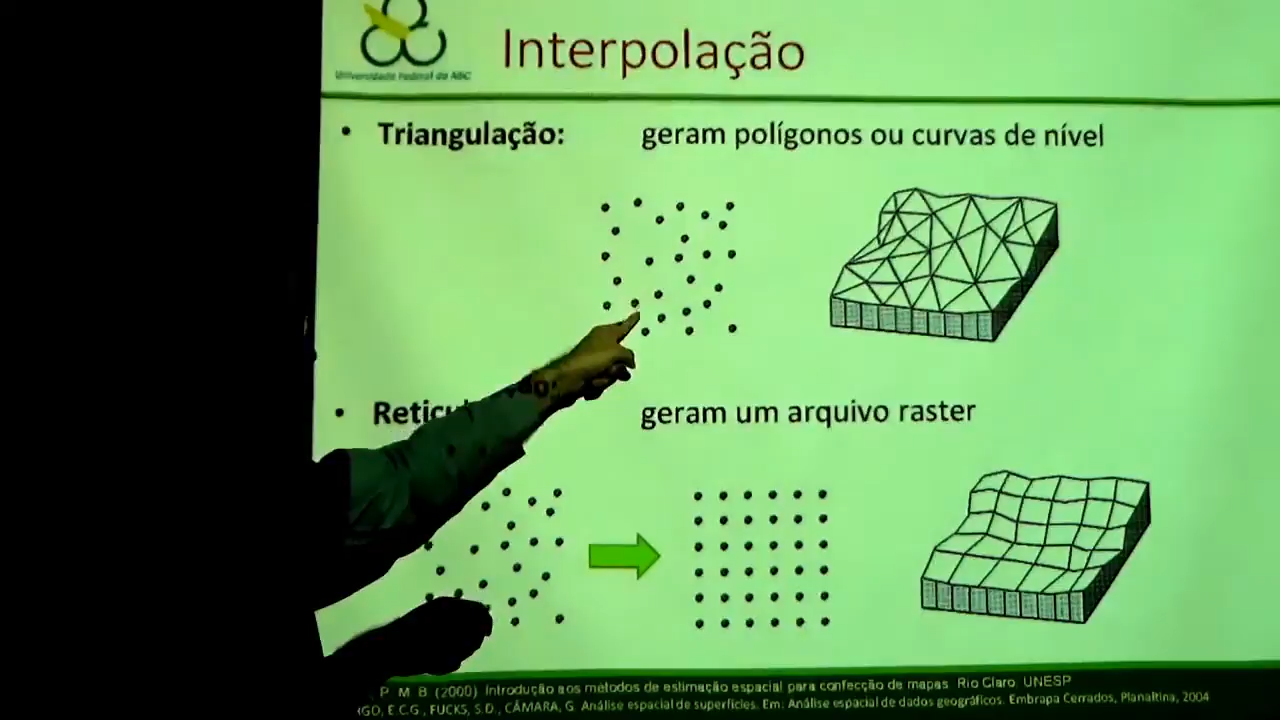 Universidade Federal do ABC
Interpolação
• Triangulação: geram polígonos ou curvas de nível
• geram um arquivo raster
P. M. B. (2000) Introdução aos métodos de estimação espacial para confecção de mapas. Rio Claro. UNESP
E.C.G., FUCKS, S.D., CÂMARA, G. Análise espacial de superfícies. Em: Análise espacial de dados geográficos. Embrapa Cerrados, Planaltina, 2004